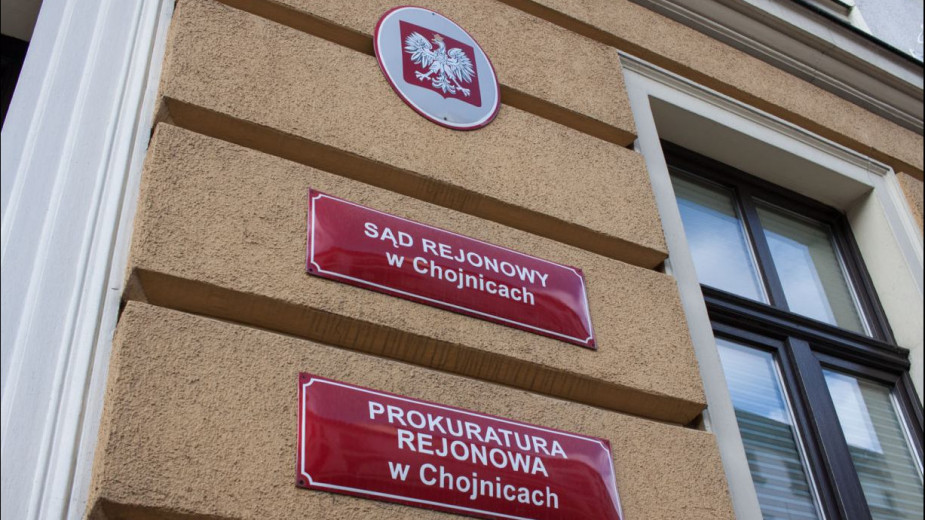 SĄD REJONOWY
w Chojnicach
PROKURATURA
REJONOWA
w Chojnicach